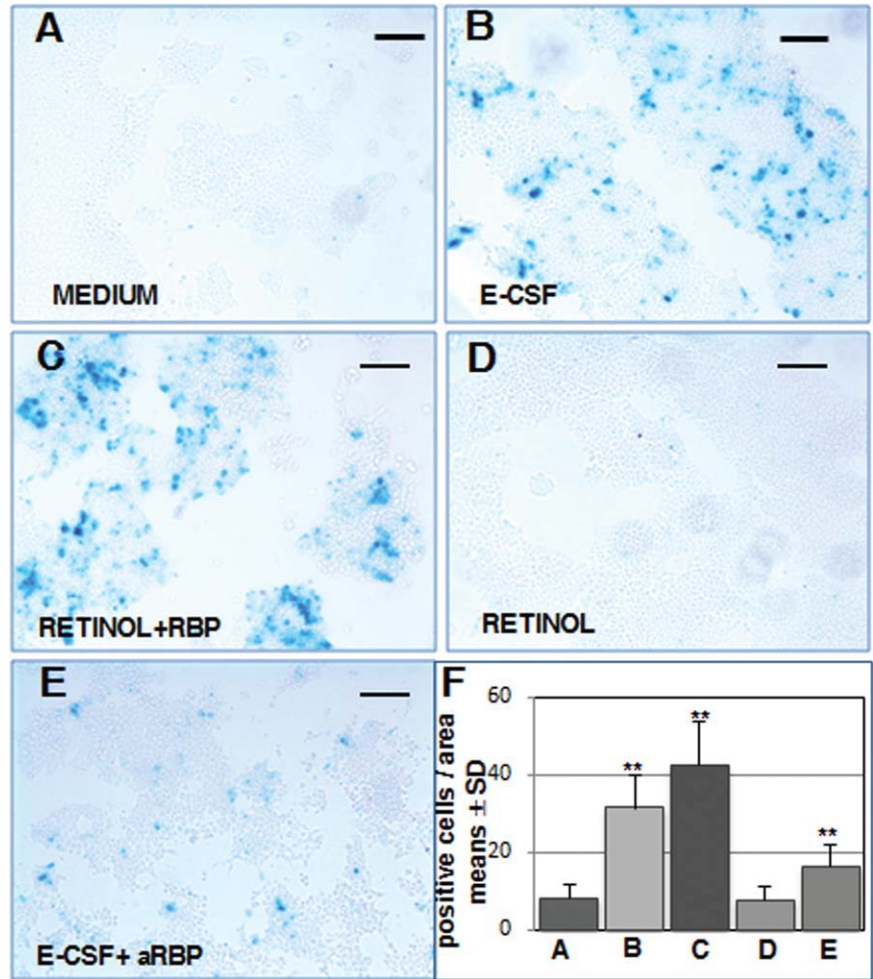 A
MEDIUM
B
E-CSF
C
RETINOL+RBP
D
RETINOL
E
E-CSF+ aRBP
F
positive cells / area
means ± SD
60
40
20
0
**
**
**
A B C D E